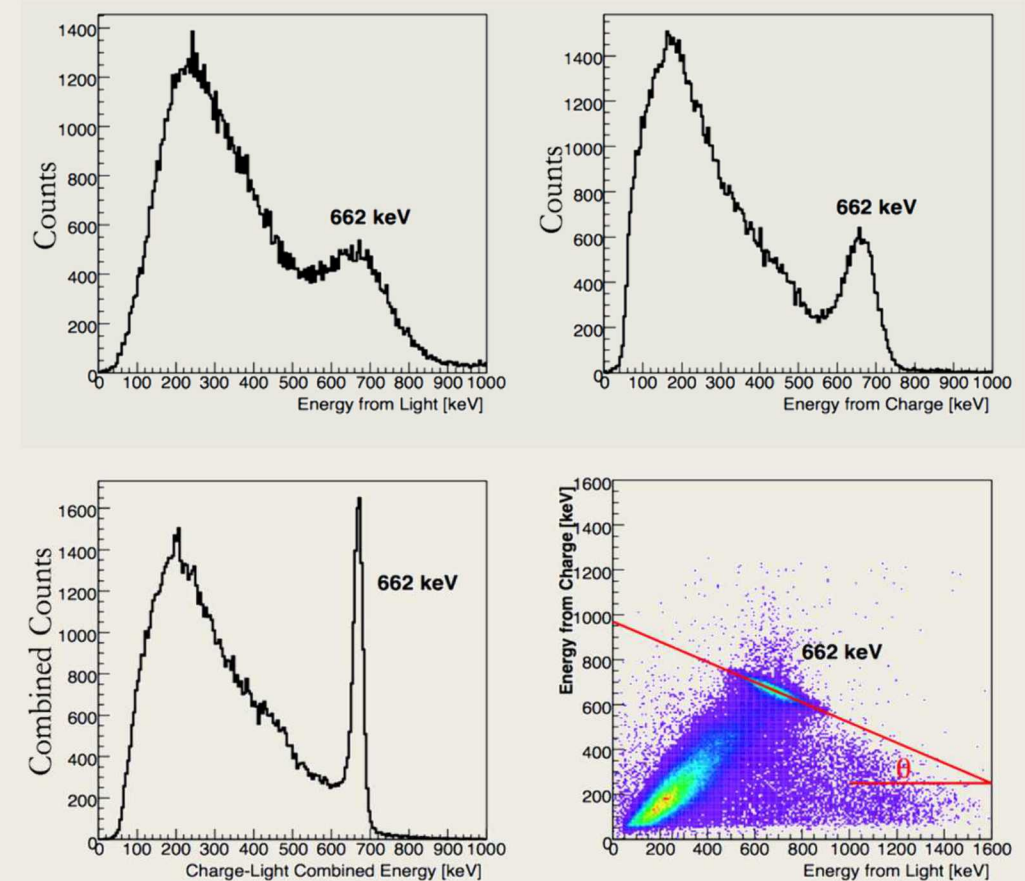 1400
1200
1000
800
600
400
200
0
Counts
662 keV
0 100 200 300 400 500 600 700 800 900 1000
Energy from Light [keV]
1400
1200
1000
800
600
400
200
0
Counts
662 keV
0 100 200 300 400 500 600 700 800 900 1000
Energy from Charge [keV]
1600
1400
1200
1000
800
600
400
200
0
Combined Counts
662 keV
0 100 200 300 400 500 600 700 800 900 1000
Charge-Light Combined Energy [keV]
1600
1400
1200
1000
800
600
400
200
0
Energy from Charge [keV]
662 keV
θ
0 200 400 600 800 1000 1200 1400 1600
Energy from Light [keV]